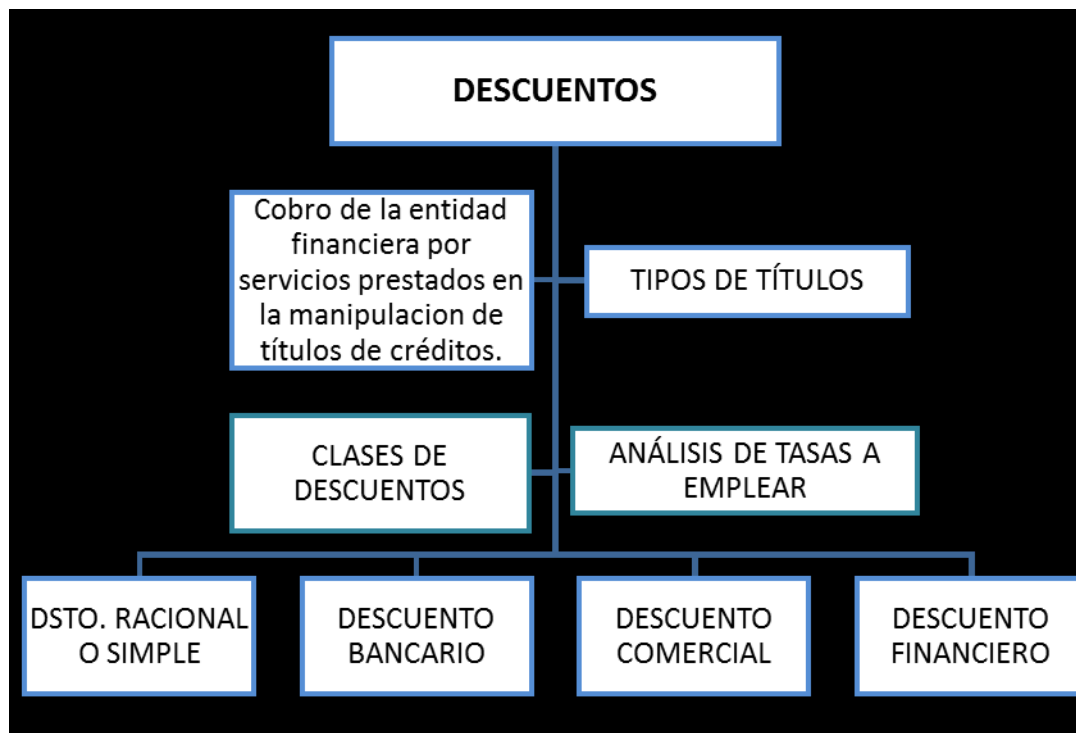 DESCUENTOS
Cobro de la entidad
financiera por
servicios prestados en
la manipulacion de
títulos de créditos.
TIPOS DE TÍTULOS
CLASES DE
DESCUENTOS
ANÁLISIS DE TASAS A
EMPLEAR
DSTO. RACIONAL
O SIMPLE
DESCUENTO
BANCARIO
DESCUENTO
COMERCIAL
DESCUENTO
FINANCIERO